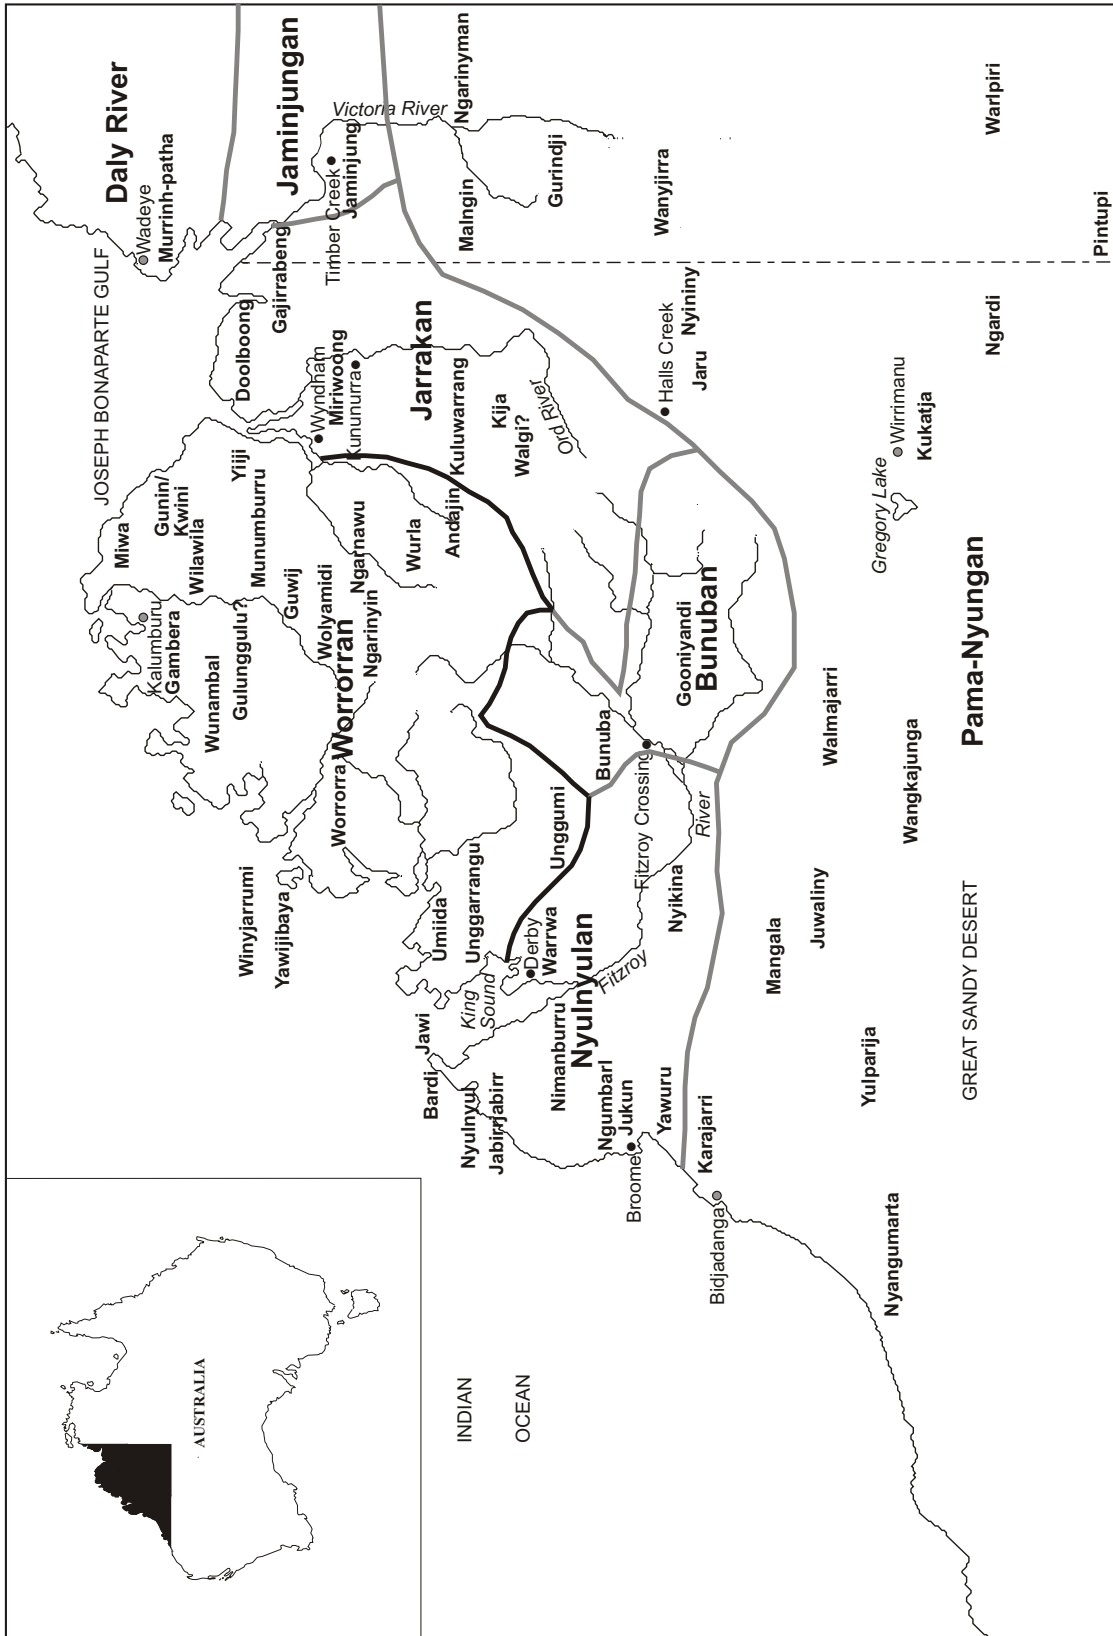 JOSEPH BONAPARTE GULF
Daly River
Wadeye
Murrinh-patha
Jaminjungan
Victoria River
Timber Creek
Jaminjung
Ngarinyman
Gurindji
Malngin
Wanyjirra
Warlpiri
Pintupi
Gajirrabeng
Doolboong
Wyndham
Miriwoong
Kununurra
Jarrakan
Kuluwarrang
Kija
Walgi?
Ord River
Halls Creek
Nyininy
Jaru
Ngardi
Wirrimanu
Kukatja
Gregory Lake
Miwa
Gunin/
Kwini
Yiiji
Wilawila
Munumburru
Kalumburu
Gambera
Wunambal
Gulunggulu?
Guwij
Wolyamidi
Ngarnawu
Ngarinyin
Wurla
Andajin
Worrorran
Worrorra
Winyjarrumi
Yawijibaya
Umiida
Unggarrangu
Unggumi
Bunuba
Gooniyandi
Bunuban
Fitzroy Crossing
River
Fitzroy
King
Sound
Derby
Warrwa
Nyulnyulan
Nyikina
Jawi
Bardi
Nyulnyul
Jabirrjabirr
Nimanburru
Ngumbarl
Jukun
Broome
Yawuru
Karajarri
Bidjadanga
Mangala
Juwaliny
Walmajarri
Wangkajunga
Pama-Nyungan
Yulparija
GREAT SANDY DESERT
Nyangumarta
INDIAN
OCEAN
AUSTRALIA